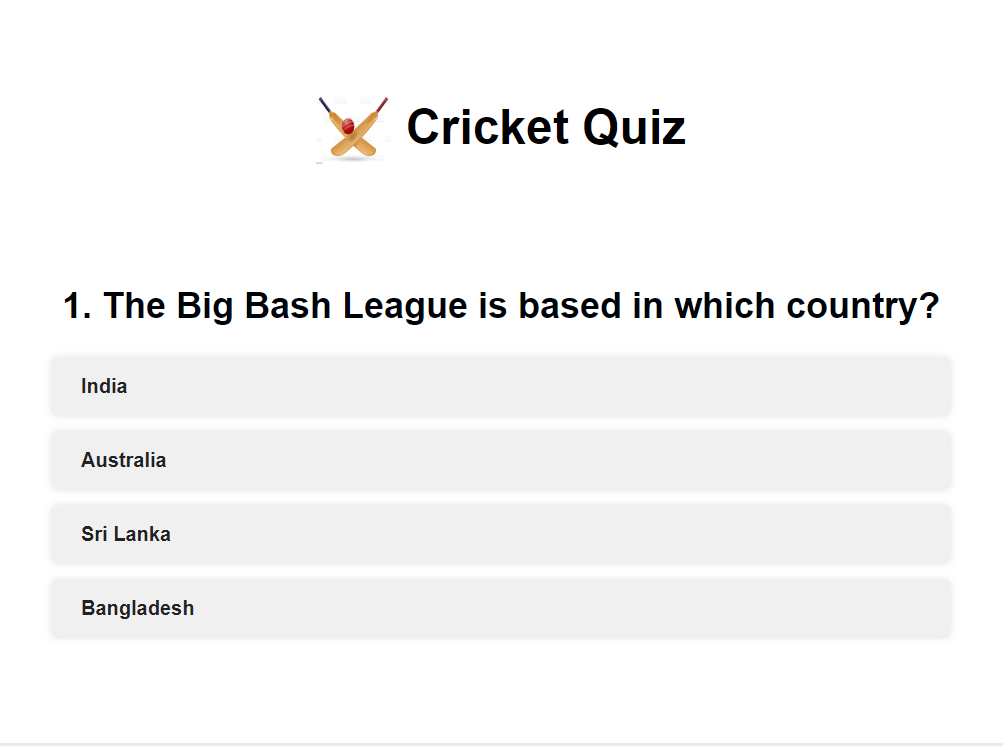 Cricket Quiz
1. The Big Bash League is based in which country?
India
Australia
Sri Lanka
Bangladesh